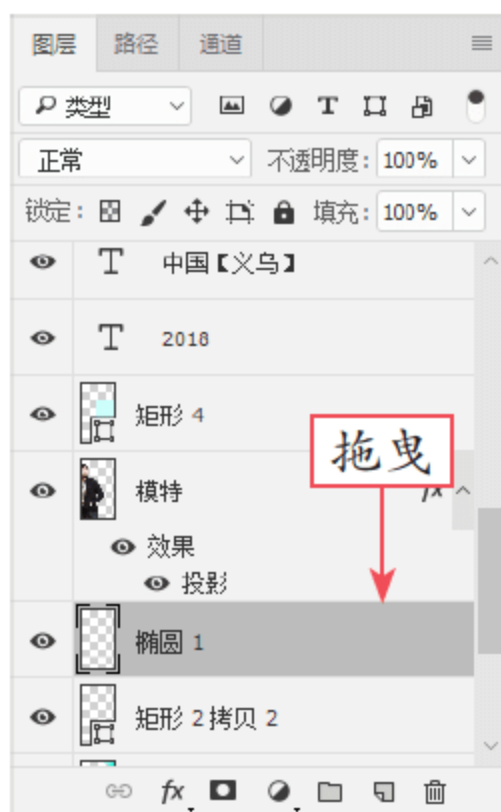 图层 路径 通道
类型 T
正常 不透明度: 100%
锁定: 填充: 100%
T 中国【义乌】
T 2018
矩形 4
拖曳
模特 fx
效果
投影
椭圆 1
矩形 2 拷贝 2
fx